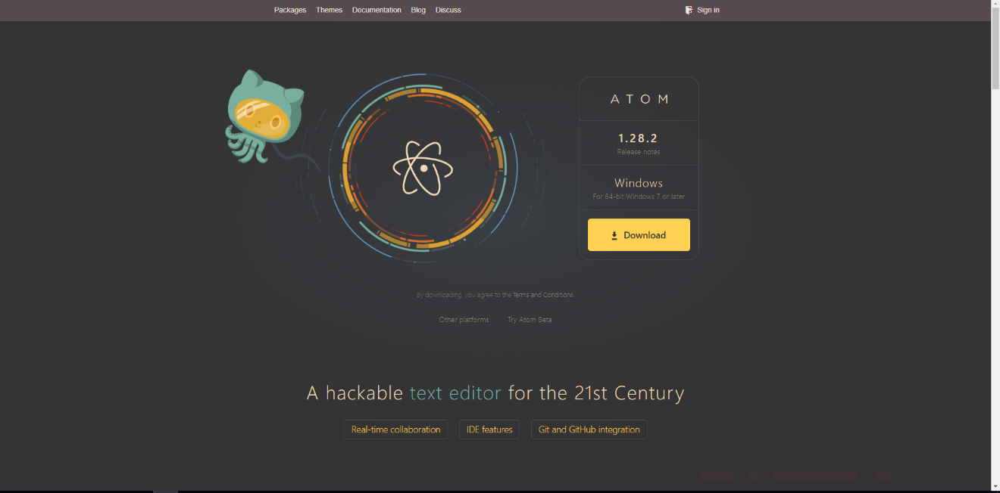 Packages Themes Documentation Blog Discuss Sign in
ATOM
1.28.2
Release notes
Windows
For 64-bit Windows 7 or later
Download
By downloading, you agree to the Terms and Conditions.
Other platforms Try Atom Beta
A hackable text editor for the 21st Century
Real-time collaboration IDE features Git and GitHub integration